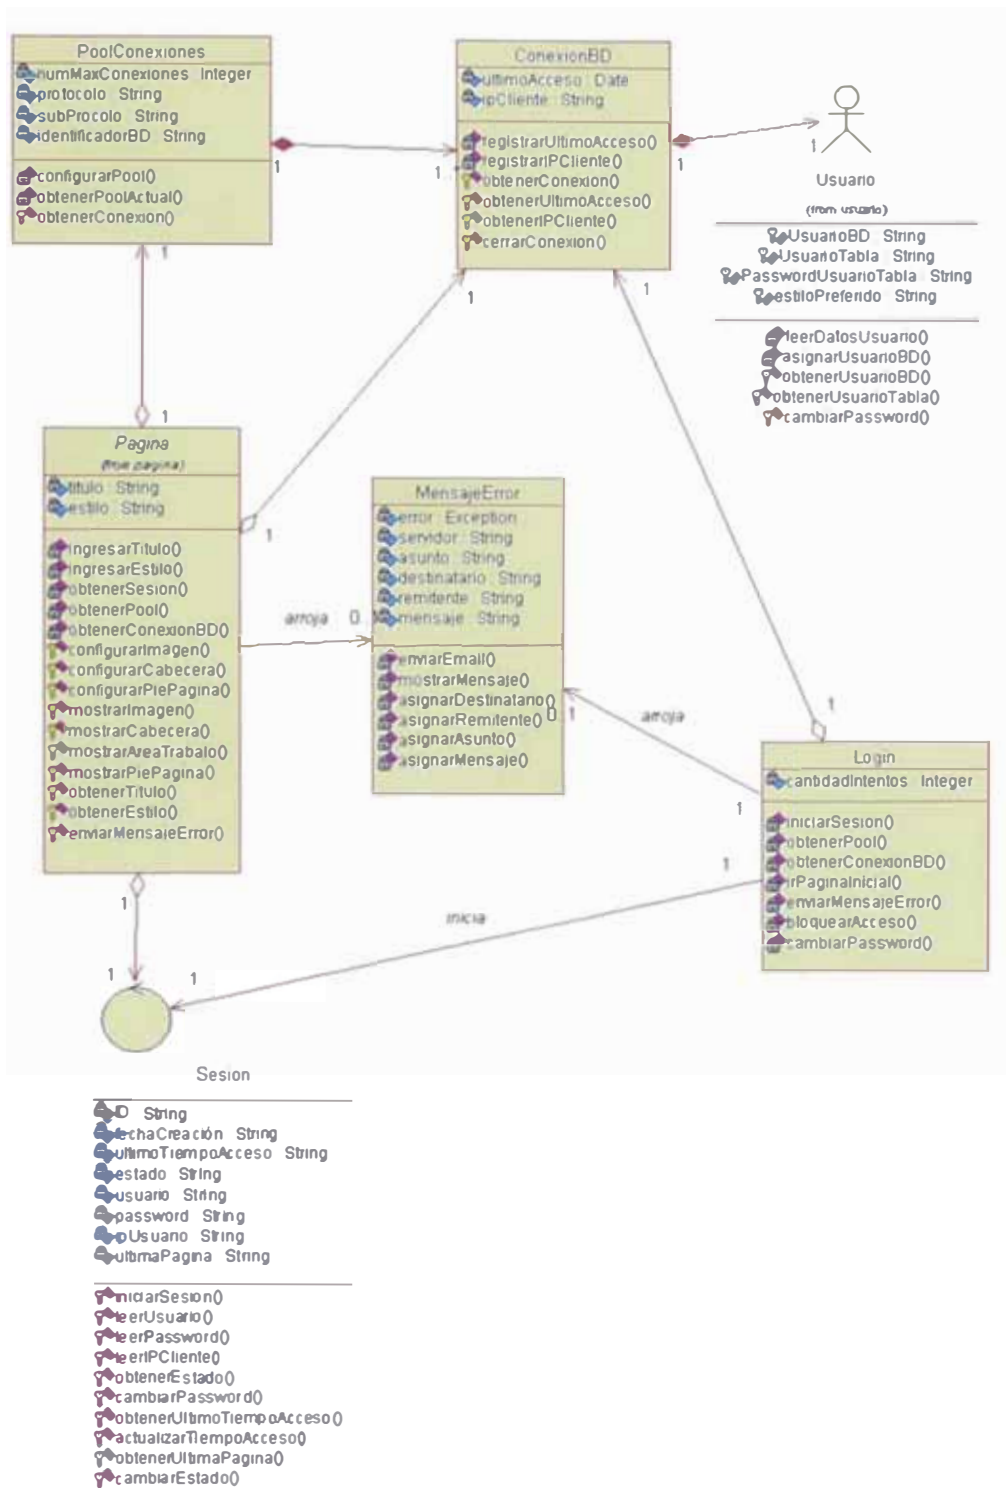 PoolConexiones
numMaxConexiones Integer
protocolo String
subProcolo String
identificadorBD String
configurarPool()
obtenerPoolActual()
obtenerConexion()
1
1..
1
1
ConexionBD
ultimoAcceso : Date
ipCliente : String
registrarUltimoAcceso()
registrarIPCliente()
obtenerConexion()
obtenerUltimoAcceso()
obtenerIPCliente()
cerrarConexion()
1
1
1
1
Usuario
(from usuario)
UsuarioBD String
UsuarioTabla String
PasswordUsuarioTabla String
estiloPreferido String
leerDatosUsuario()
asignarUsuarioBD()
obtenerUsuarioBD()
obtenerUsuarioTabla()
cambiarPassword()
Pagina
(from pagina)
titulo : String
estilo : String
ingresarTitulo()
ingresarEstilo()
obtenerSesion()
obtenerPool()
obtenerConexionBD()
configurarImagen()
configurarCabecera()
configurarPiePagina()
mostrarImagen()
mostrarCabecera()
mostrarAreaTrabalo()
mostrarPiePagina()
obtenerTitulo()
obtenerEstilo()
enviarMensajeError()
1
arroja
0..
MensajeError
error : Exception
servidor : String
asunto : String
destinatario : String
remitente : String
mensaje : String
enviarEmail()
mostrarMensaje()
asignarDestinatario()
asignarRemitente()
asignarAsunto()
asignarMensaje()
0..1
arroja
1
1
1
inicia
Login
cantidadIntentos Integer
iniciarSesion()
obtenerPool()
obtenerConexionBD()
irPaginaInicial()
enviarMensajeError()
bloquearAcceso()
cambiarPassword()
1
1
1
Sesion
ID String
fechaCreación String
ultimoTiempoAcceso String
estado String
usuario String
password String
ipUsuario String
ultimaPagina String
iniciarSesion()
leerUsuario()
leerPassword()
leerIPCliente()
obtenerEstado()
cambiarPassword()
obtenerUltimoTiempoAcceso()
actualizarTiempoAcceso()
obtenerUltimaPagina()
cambiarEstado()